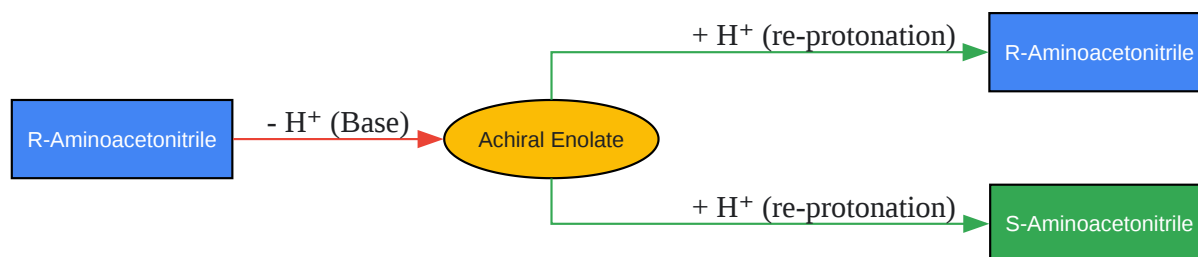 + H⁺ (re-protonation)
R-Aminoacetonitrile
R-Aminoacetonitrile
- H⁺ (Base)
Achiral Enolate
+ H⁺ (re-protonation)
S-Aminoacetonitrile